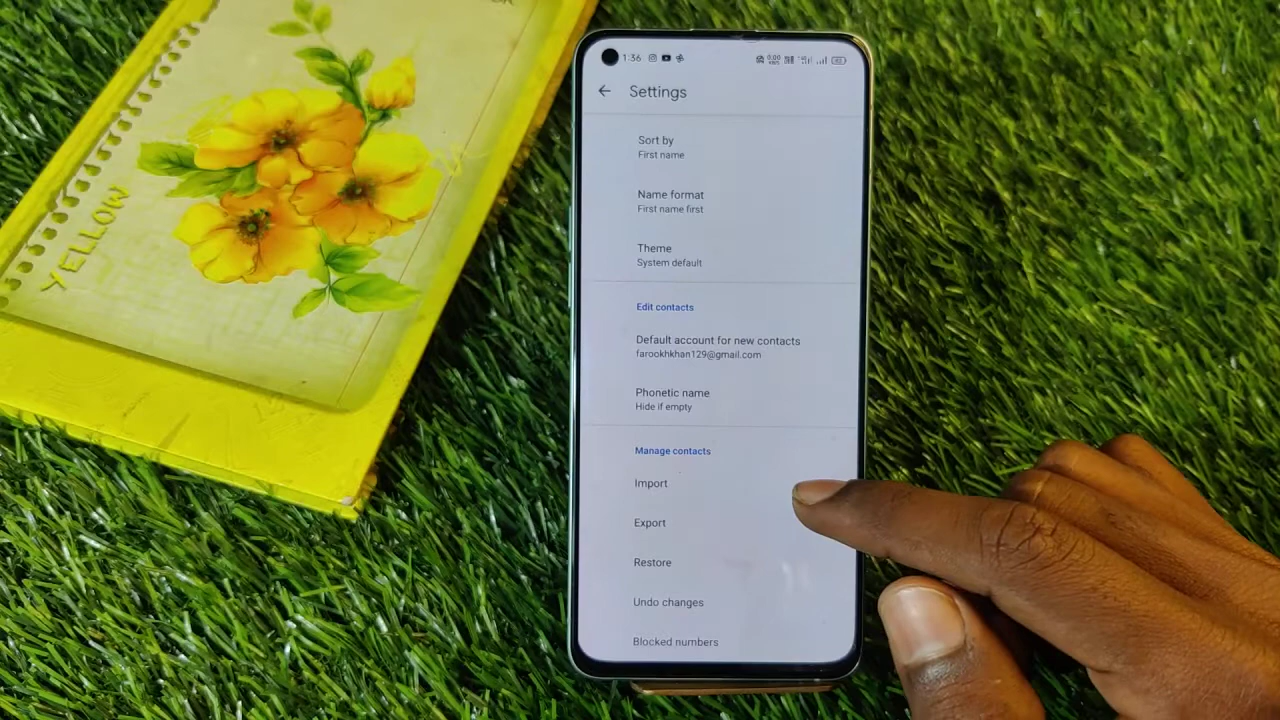 YELLOW
1:36
Settings
Sort by
First name
Name format
First name first
Theme
System default
Edit contacts
Default account for new contacts
farookhkhan129@gmail.com
Phonetic name
Hide if empty
Manage contacts
Import
Export
Restore
Undo changes
Blocked numbers